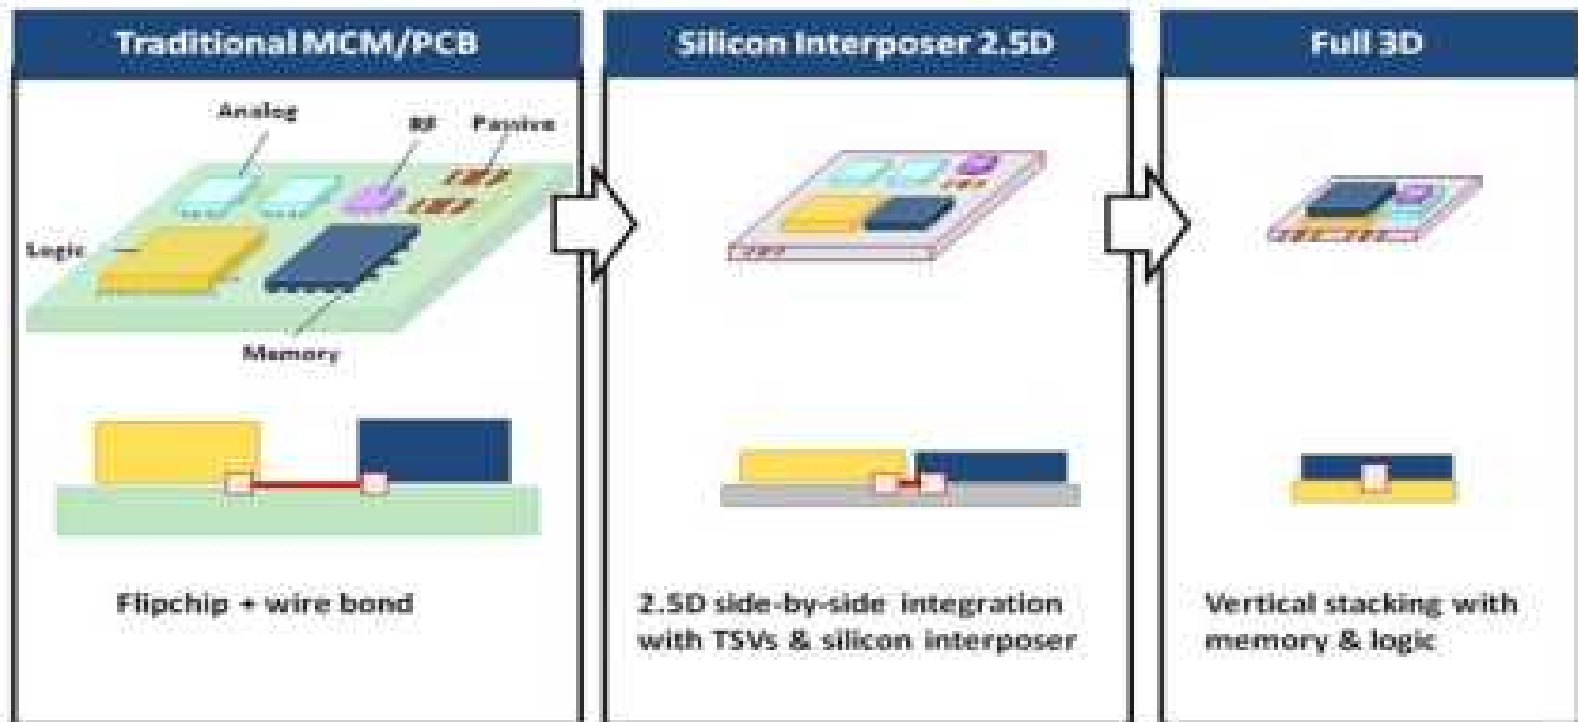 Traditional MCM/PCB
Silicon Interposer 2.5D
Full 3D
Analog
RF
Passive
Logic
Memory
Flipchip + wire bond
2.5D side-by-side integration
with TSVs & silicon interposer
Vertical stacking with
memory & logic